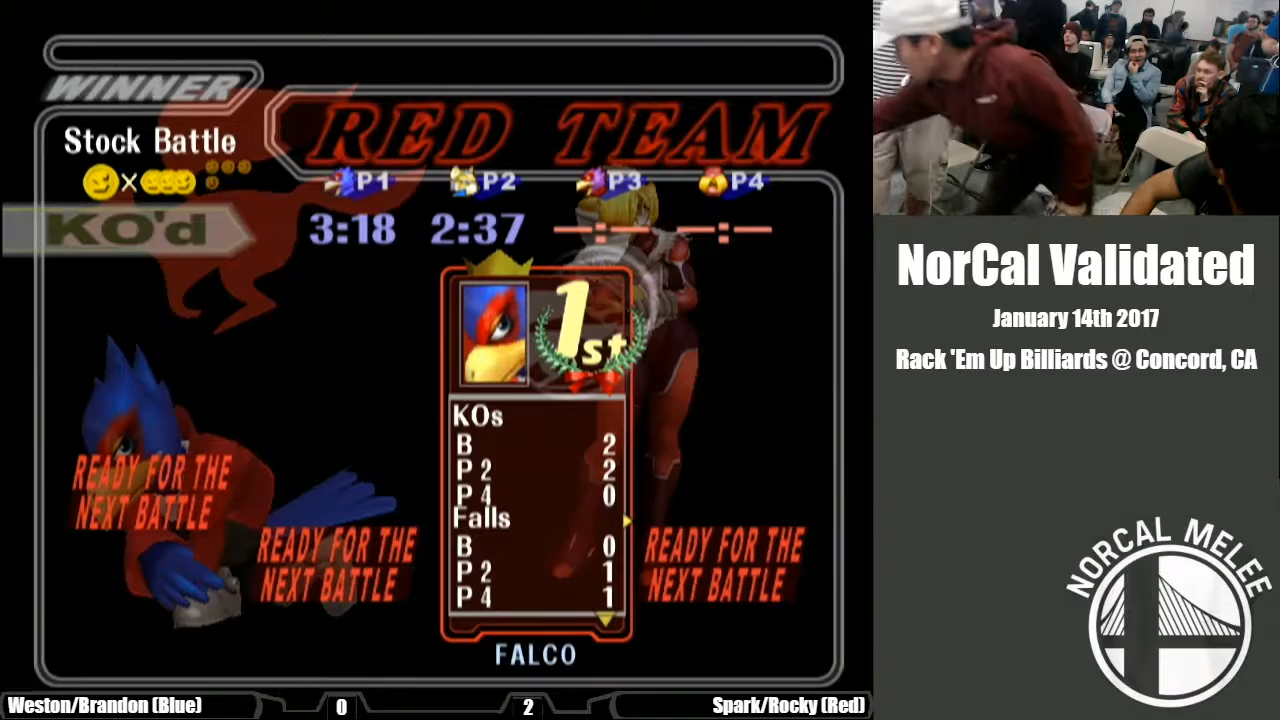 WINNER
RED TEAM
Stock Battle
×
P1 P2 P3 P4
KO'd
3:18 2:37 --:-- --:--
1st
KOs
B 2
P 2 2
P 4 0
Falls
B 0
P 2 1
P 4 1
FALCO
READY FOR THE
NEXT BATTLE
READY FOR THE
NEXT BATTLE
READY FOR THE
NEXT BATTLE
Weston/Brandon (Blue) 0 2 Spark/Rocky (Red)
NorCal Validated
January 14th 2017
Rack 'Em Up Billiards @ Concord, CA
NORCAL MELEE